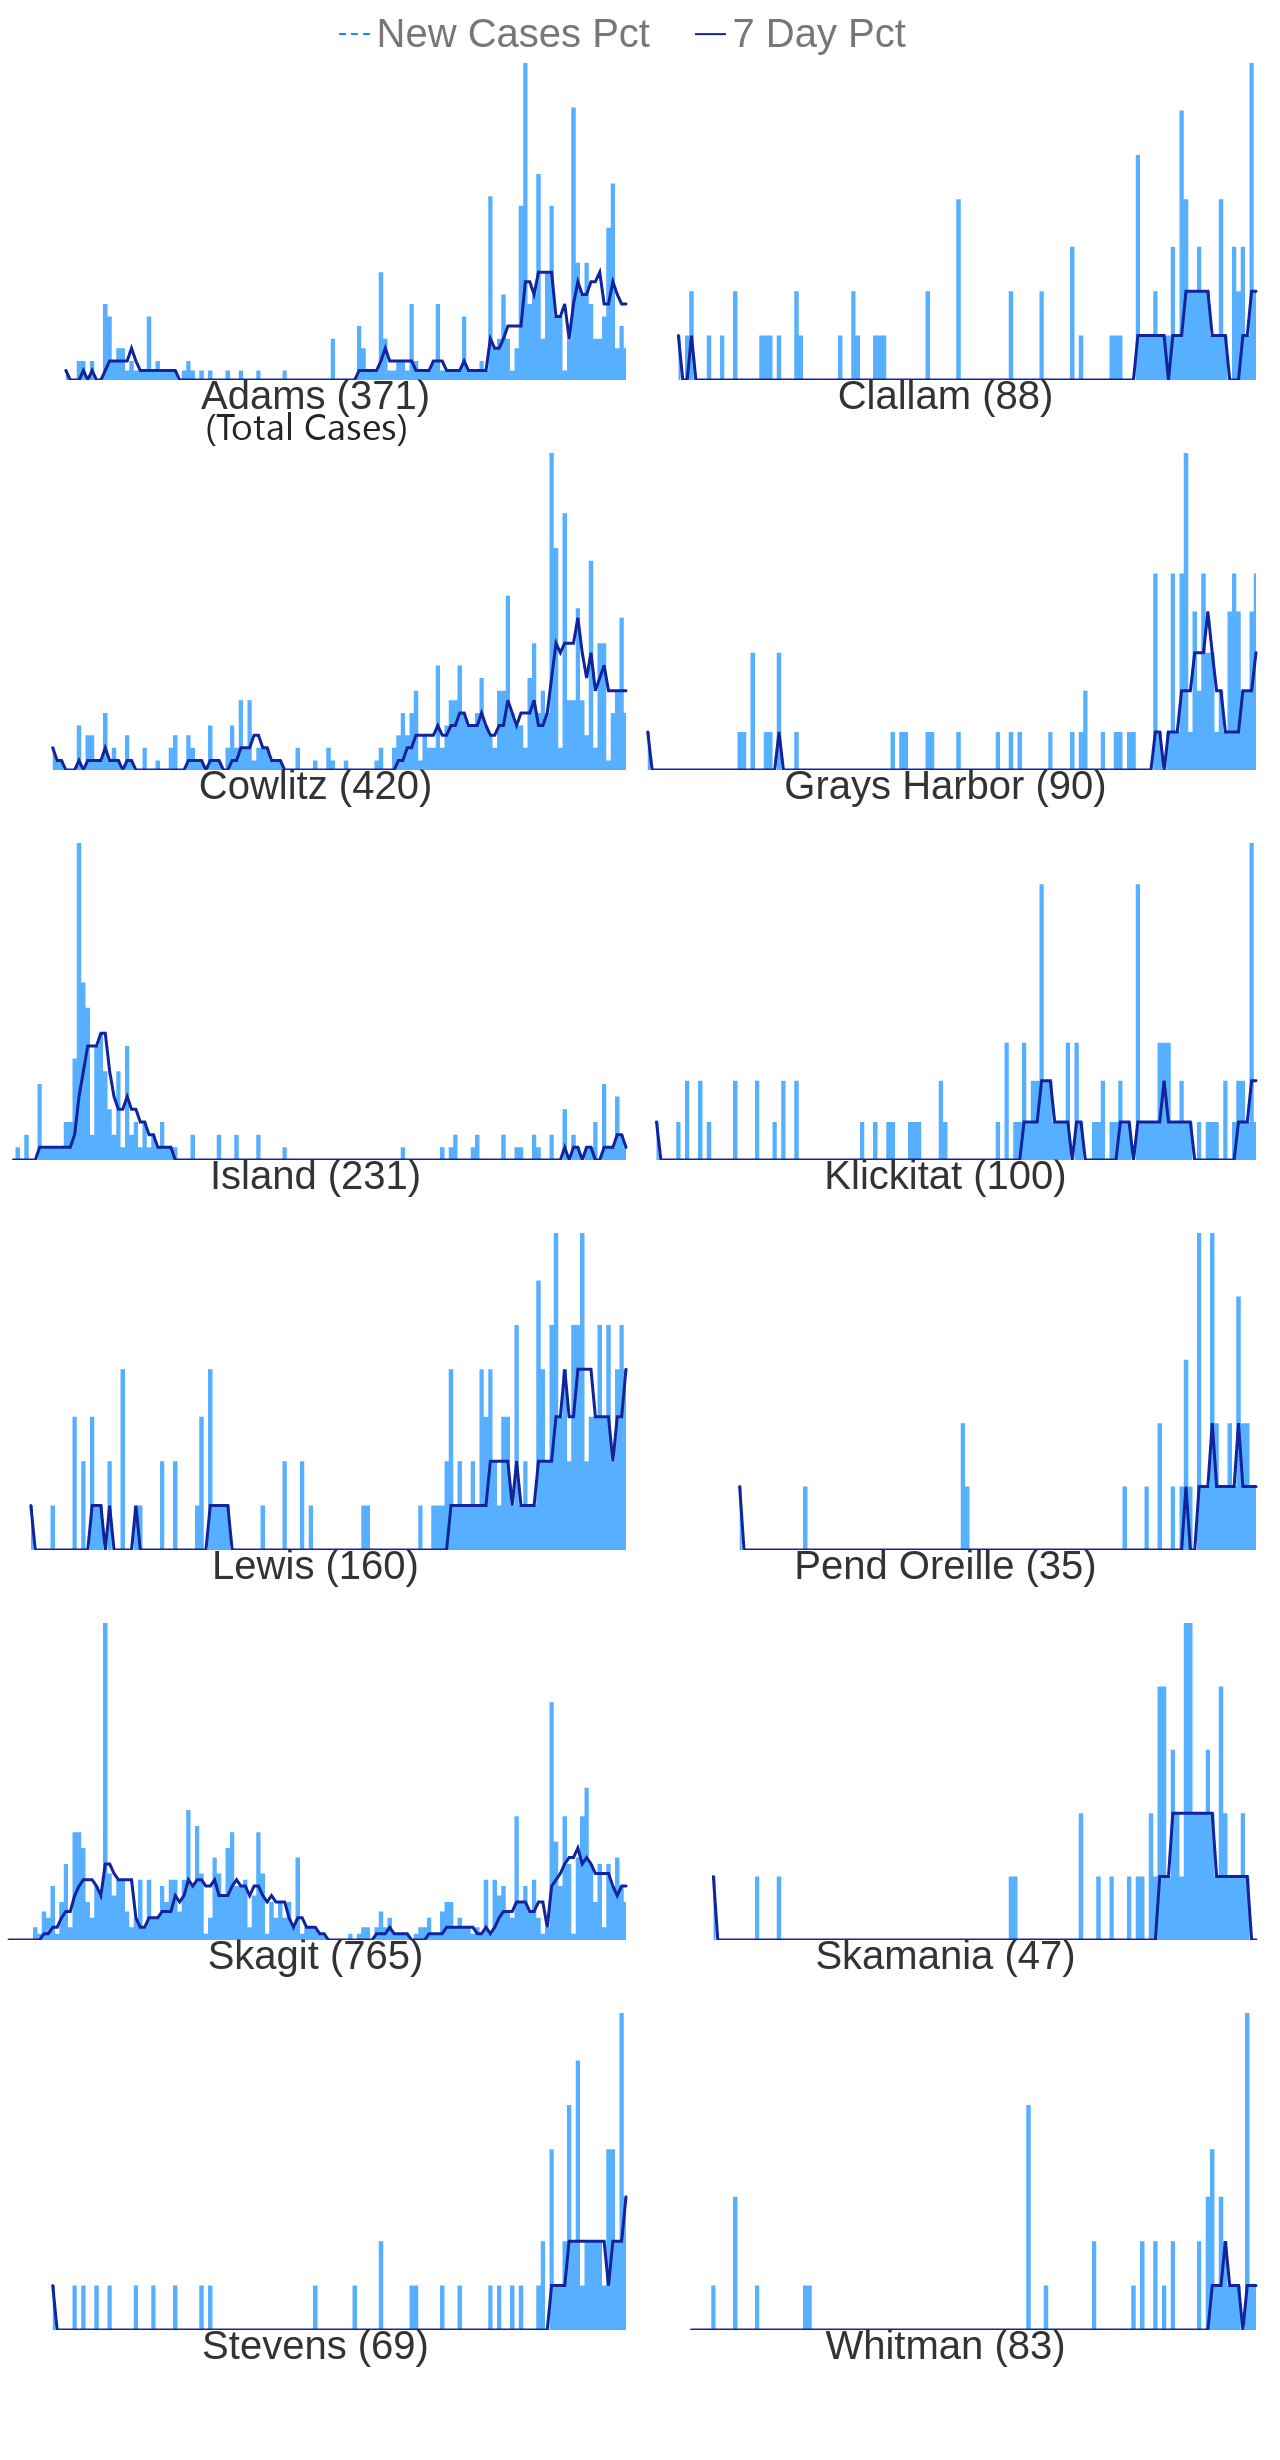 New Cases Pct 7 Day Pct
Adams (371) Clallam (88)
(Total Cases)
Cowlitz (420) Grays Harbor (90)
Island (231) Klickitat (100)
Lewis (160) Pend Oreille (35)
Skagit (765) Skamania (47)
Stevens (69) Whitman (83)